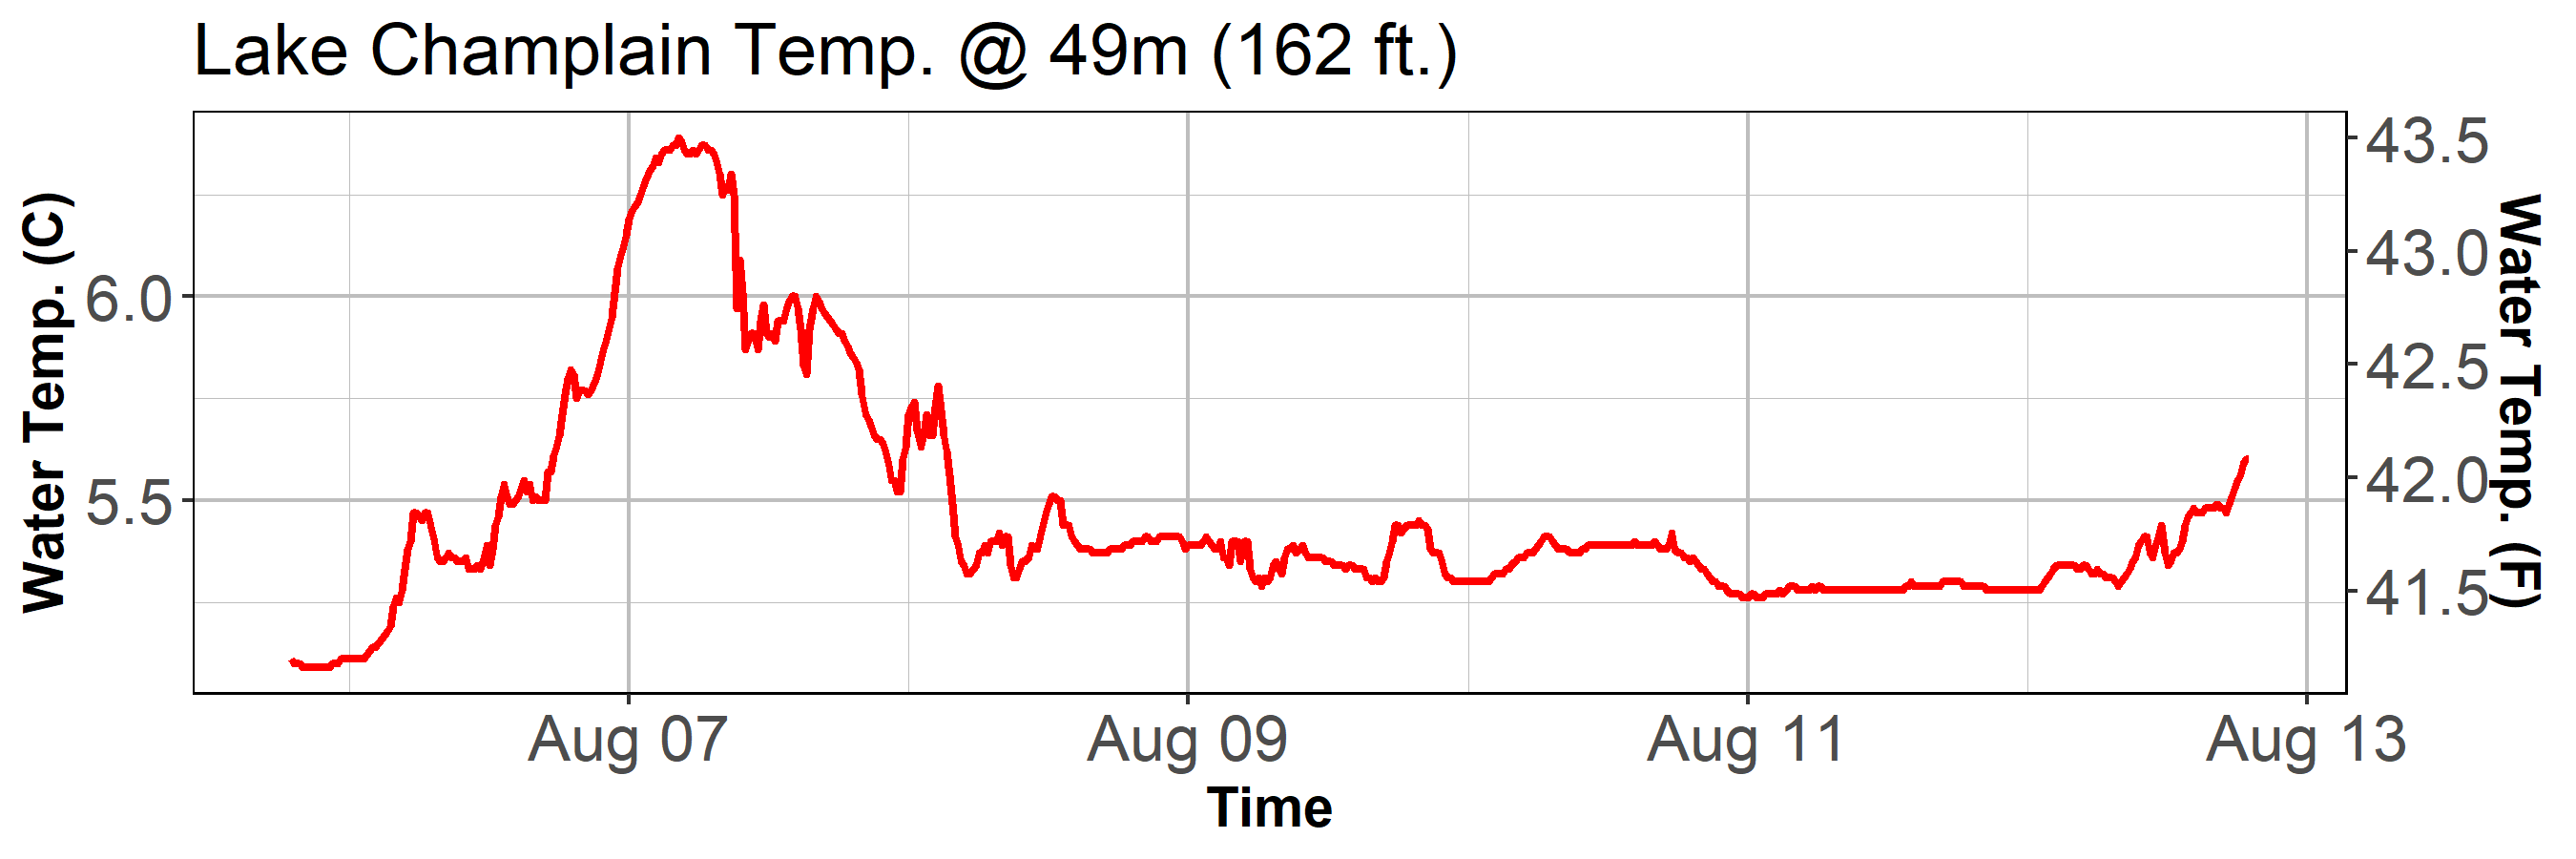 Lake Champlain Temp. @ 49m (162 ft.)
Water Temp. (C)
6.0
5.5
43.5
43.0
42.5
42.0
41.5
Water Temp. (F)
Aug 07
Aug 09
Aug 11
Aug 13
Time